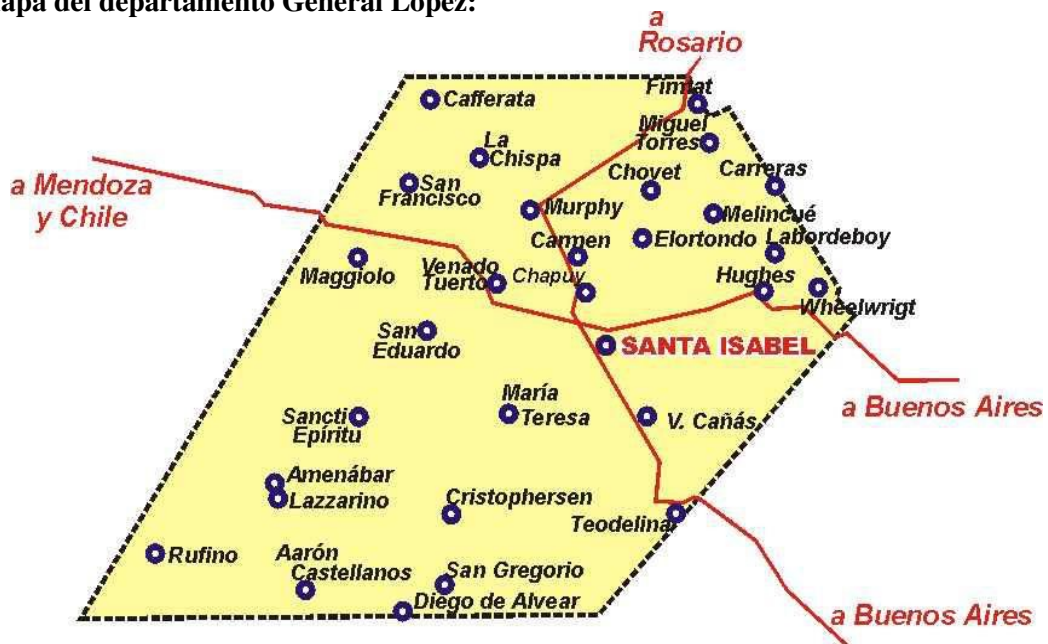 apa del departamento General López:
a
Rosario
Firmat
Cafferata
Miguel
Torres
La
Chispa
Chovet
Carreras
a Mendoza
y Chile
San
Francisco
Murphy
Melincué
Carmen
Elortondo
Labordeboy
Maggiolo
Venado
Tuerto
Chapuy
Hughes
Wheelwrigt
San
Eduardo
SANTA ISABEL
María
Teresa
a Buenos Aires
Sancti
Epíritu
V. Cañás
Amenábar
Lazzarino
Cristophersen
Teodelina
Rufino
Aarón
Castellanos
San Gregorio
Diego de Alvear
a Buenos Aires